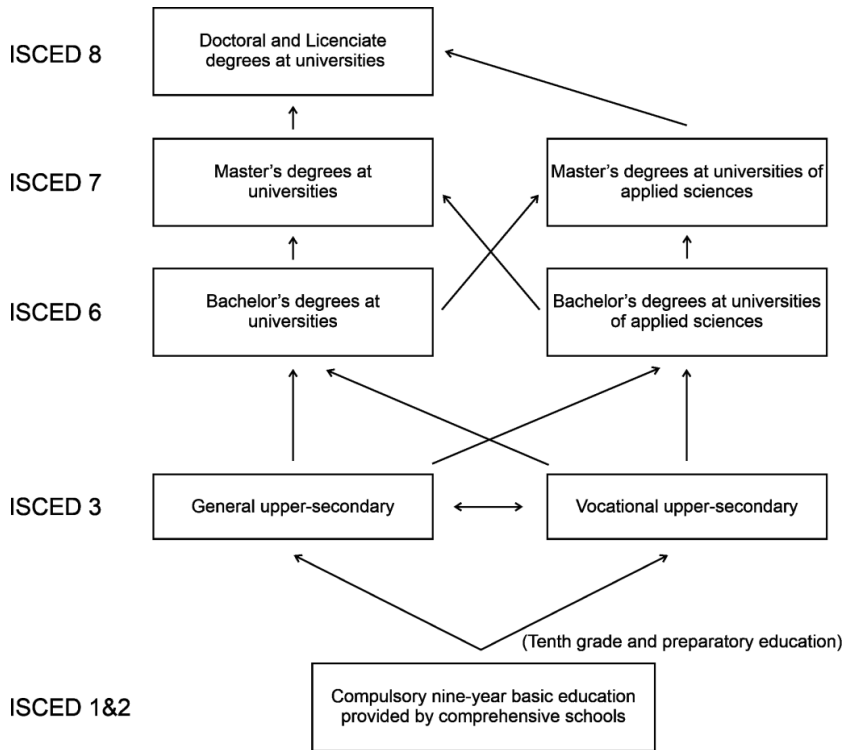 ISCED 8
Doctoral and Licenciate
degrees at universities
ISCED 7
Master's degrees at
universities
Master's degrees at universities of
applied sciences
ISCED 6
Bachelor's degrees at
universities
Bachelor's degrees at universities
of applied sciences
ISCED 3
General upper-secondary
Vocational upper-secondary
(Tenth grade and preparatory education)
ISCED 1&2
Compulsory nine-year basic education
provided by comprehensive schools